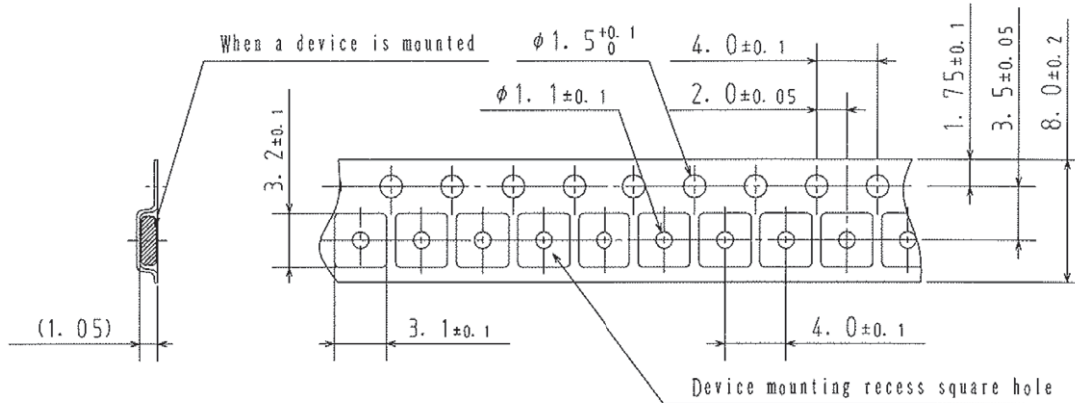 When a device is mounted
φ1.5 +0.1 0
4.0±0.1
φ1.1±0.1
2.0±0.05
1.75±0.1
3.5±0.05
8.0±0.2
3.2±0.1
(1.05)
3.1±0.1
4.0±0.1
Device mounting recess square hole